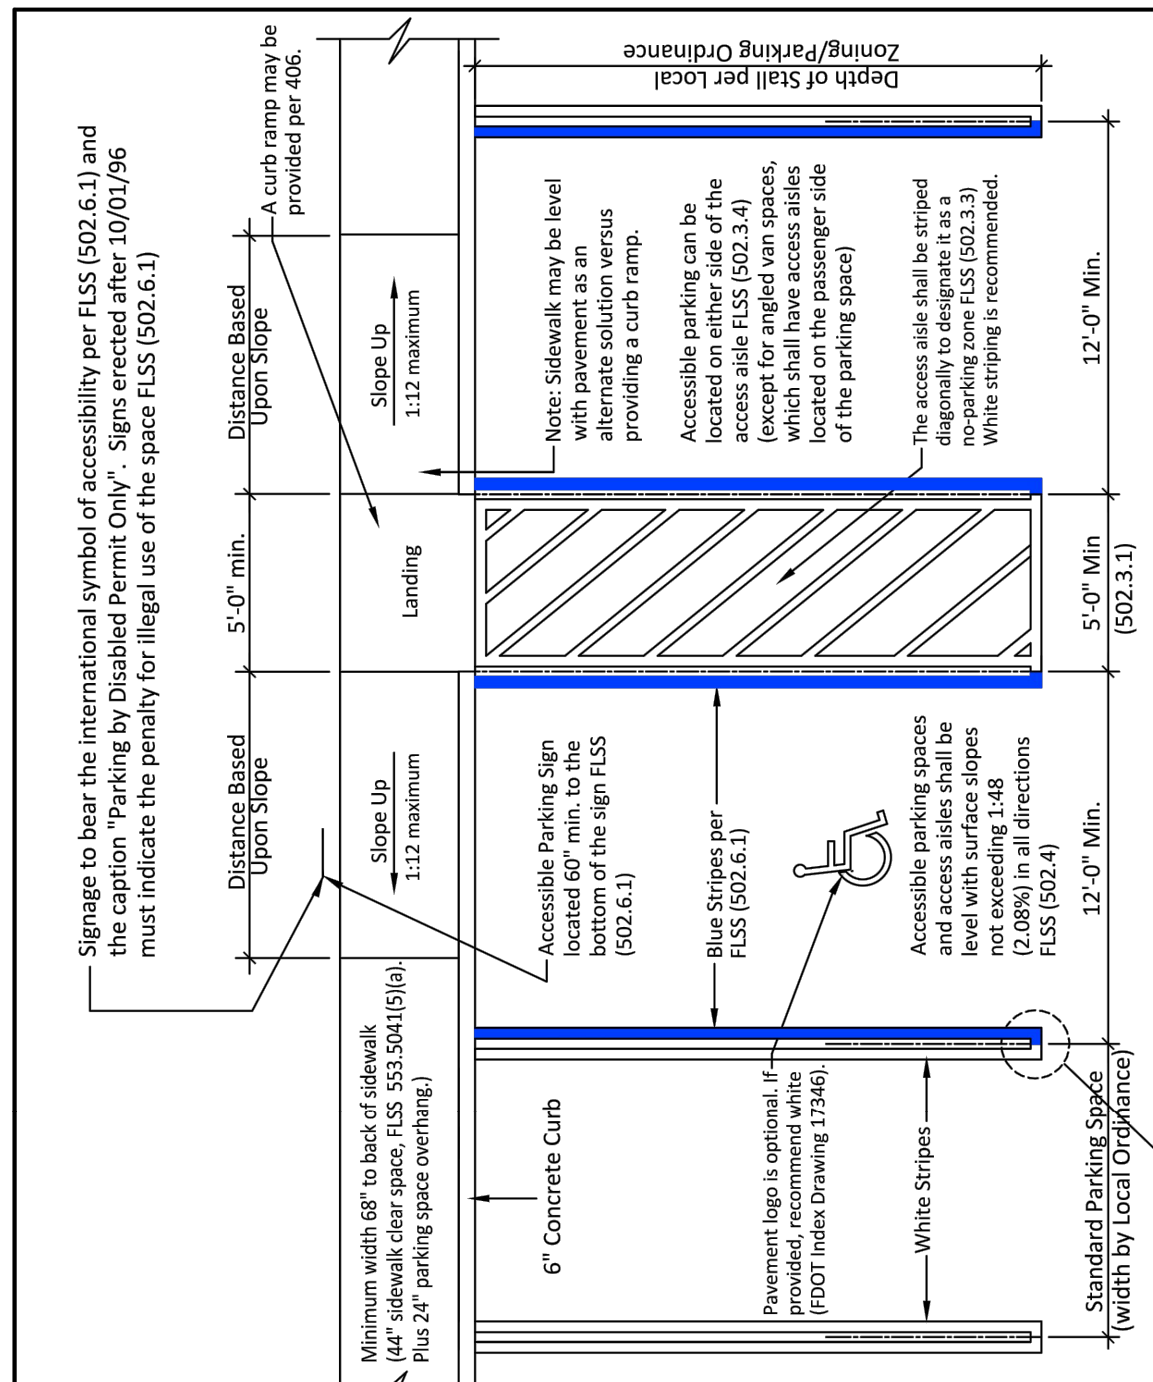 Signage to bear the international symbol of accessibility per FLSS (502.6.1) and
the caption "Parking by Disabled Permit Only".  Signs erected after 10/01/96
must indicate the penalty for illegal use of the space FLSS (502.6.1)
A curb ramp may be
provided per 406.
Distance Based
Upon Slope
5'-0" min.
Distance Based
Upon Slope
Minimum width 68" to back of sidewalk
(44" sidewalk clear space, FLSS 553.5041(5)(a).
Plus 24" parking space overhang.)
Slope Up
1:12 maximum
Landing
Slope Up
1:12 maximum
6" Concrete Curb
Accessible Parking Sign
located 60" min. to the
bottom of the sign FLSS
(502.6.1)
Note: Sidewalk may be level
with pavement as an
alternate solution versus
providing a curb ramp.
Blue Stripes per
FLSS (502.6.1)
Accessible parking can be
located on either side of the
access aisle FLSS (502.3.4)
(except for angled van spaces,
which shall have access aisles
located on the passenger side
of the parking space)
Depth of Stall per Local
Zoning/Parking Ordinance
Pavement logo is optional. If
provided, recommend white
(FDOT Index Drawing 17346).
White Stripes
Accessible parking spaces
and access aisles shall be
level with surface slopes
not exceeding 1:48
(2.08%) in all directions
FLSS (502.4)
The access aisle shall be striped
diagonally to designate it as a
no-parking zone FLSS (502.3.3)
White striping is recommended.
Standard Parking Space
(width by Local Ordinance)
12'-0" Min.
5'-0" Min
(502.3.1)
12'-0" Min.